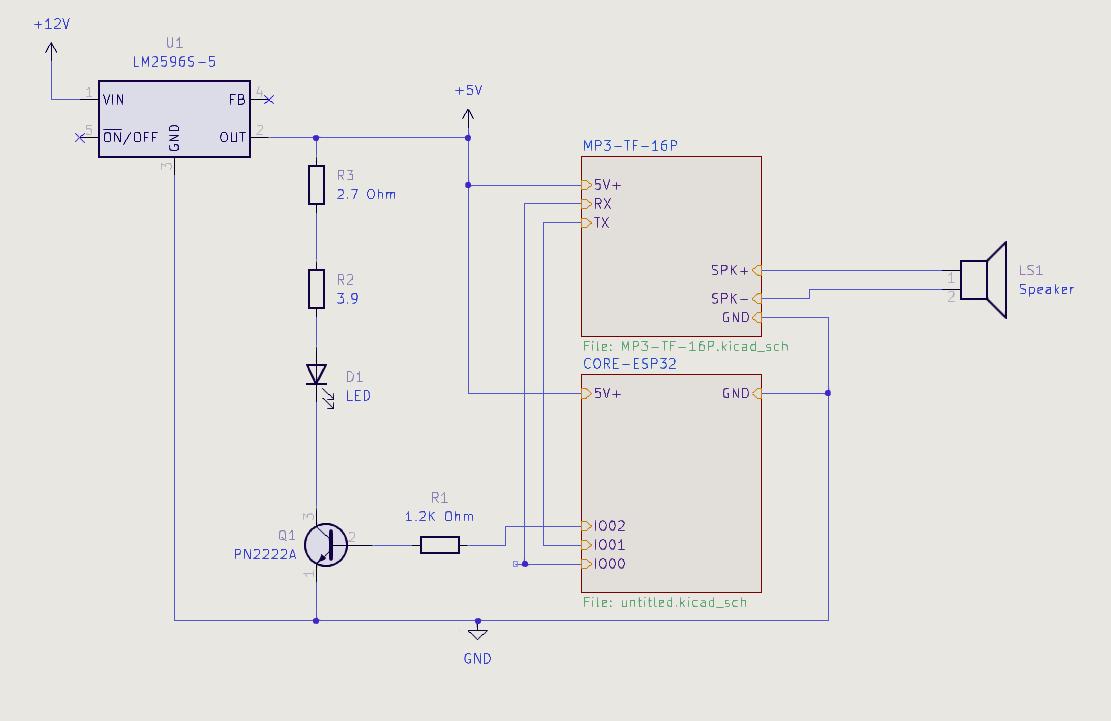 +12V
U1
LM2596S-5
1
VIN
FB
4
5
ON/OFF
GND
OUT
2
3
+5V
R3
2.7 Ohm
R2
3.9
D1
LED
Q1
PN2222A
3
2
1
R1
1.2K Ohm
MP3-TF-16P
5V+
RX
TX
SPK+
SPK-
GND
File: MP3-TF-16P.kicad_sch
CORE-ESP32
5V+
GND
IO02
IO01
IO00
File: untitled.kicad_sch
1
2
LS1
Speaker
GND